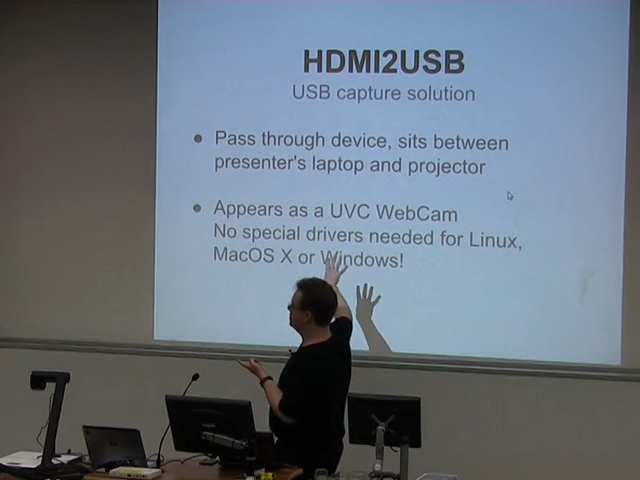 HDMI2USB
USB capture solution
Pass through device, sits between
presenter's laptop and projector
Appears as a UVC WebCam
No special drivers needed for Linux,
MacOS X or Windows!